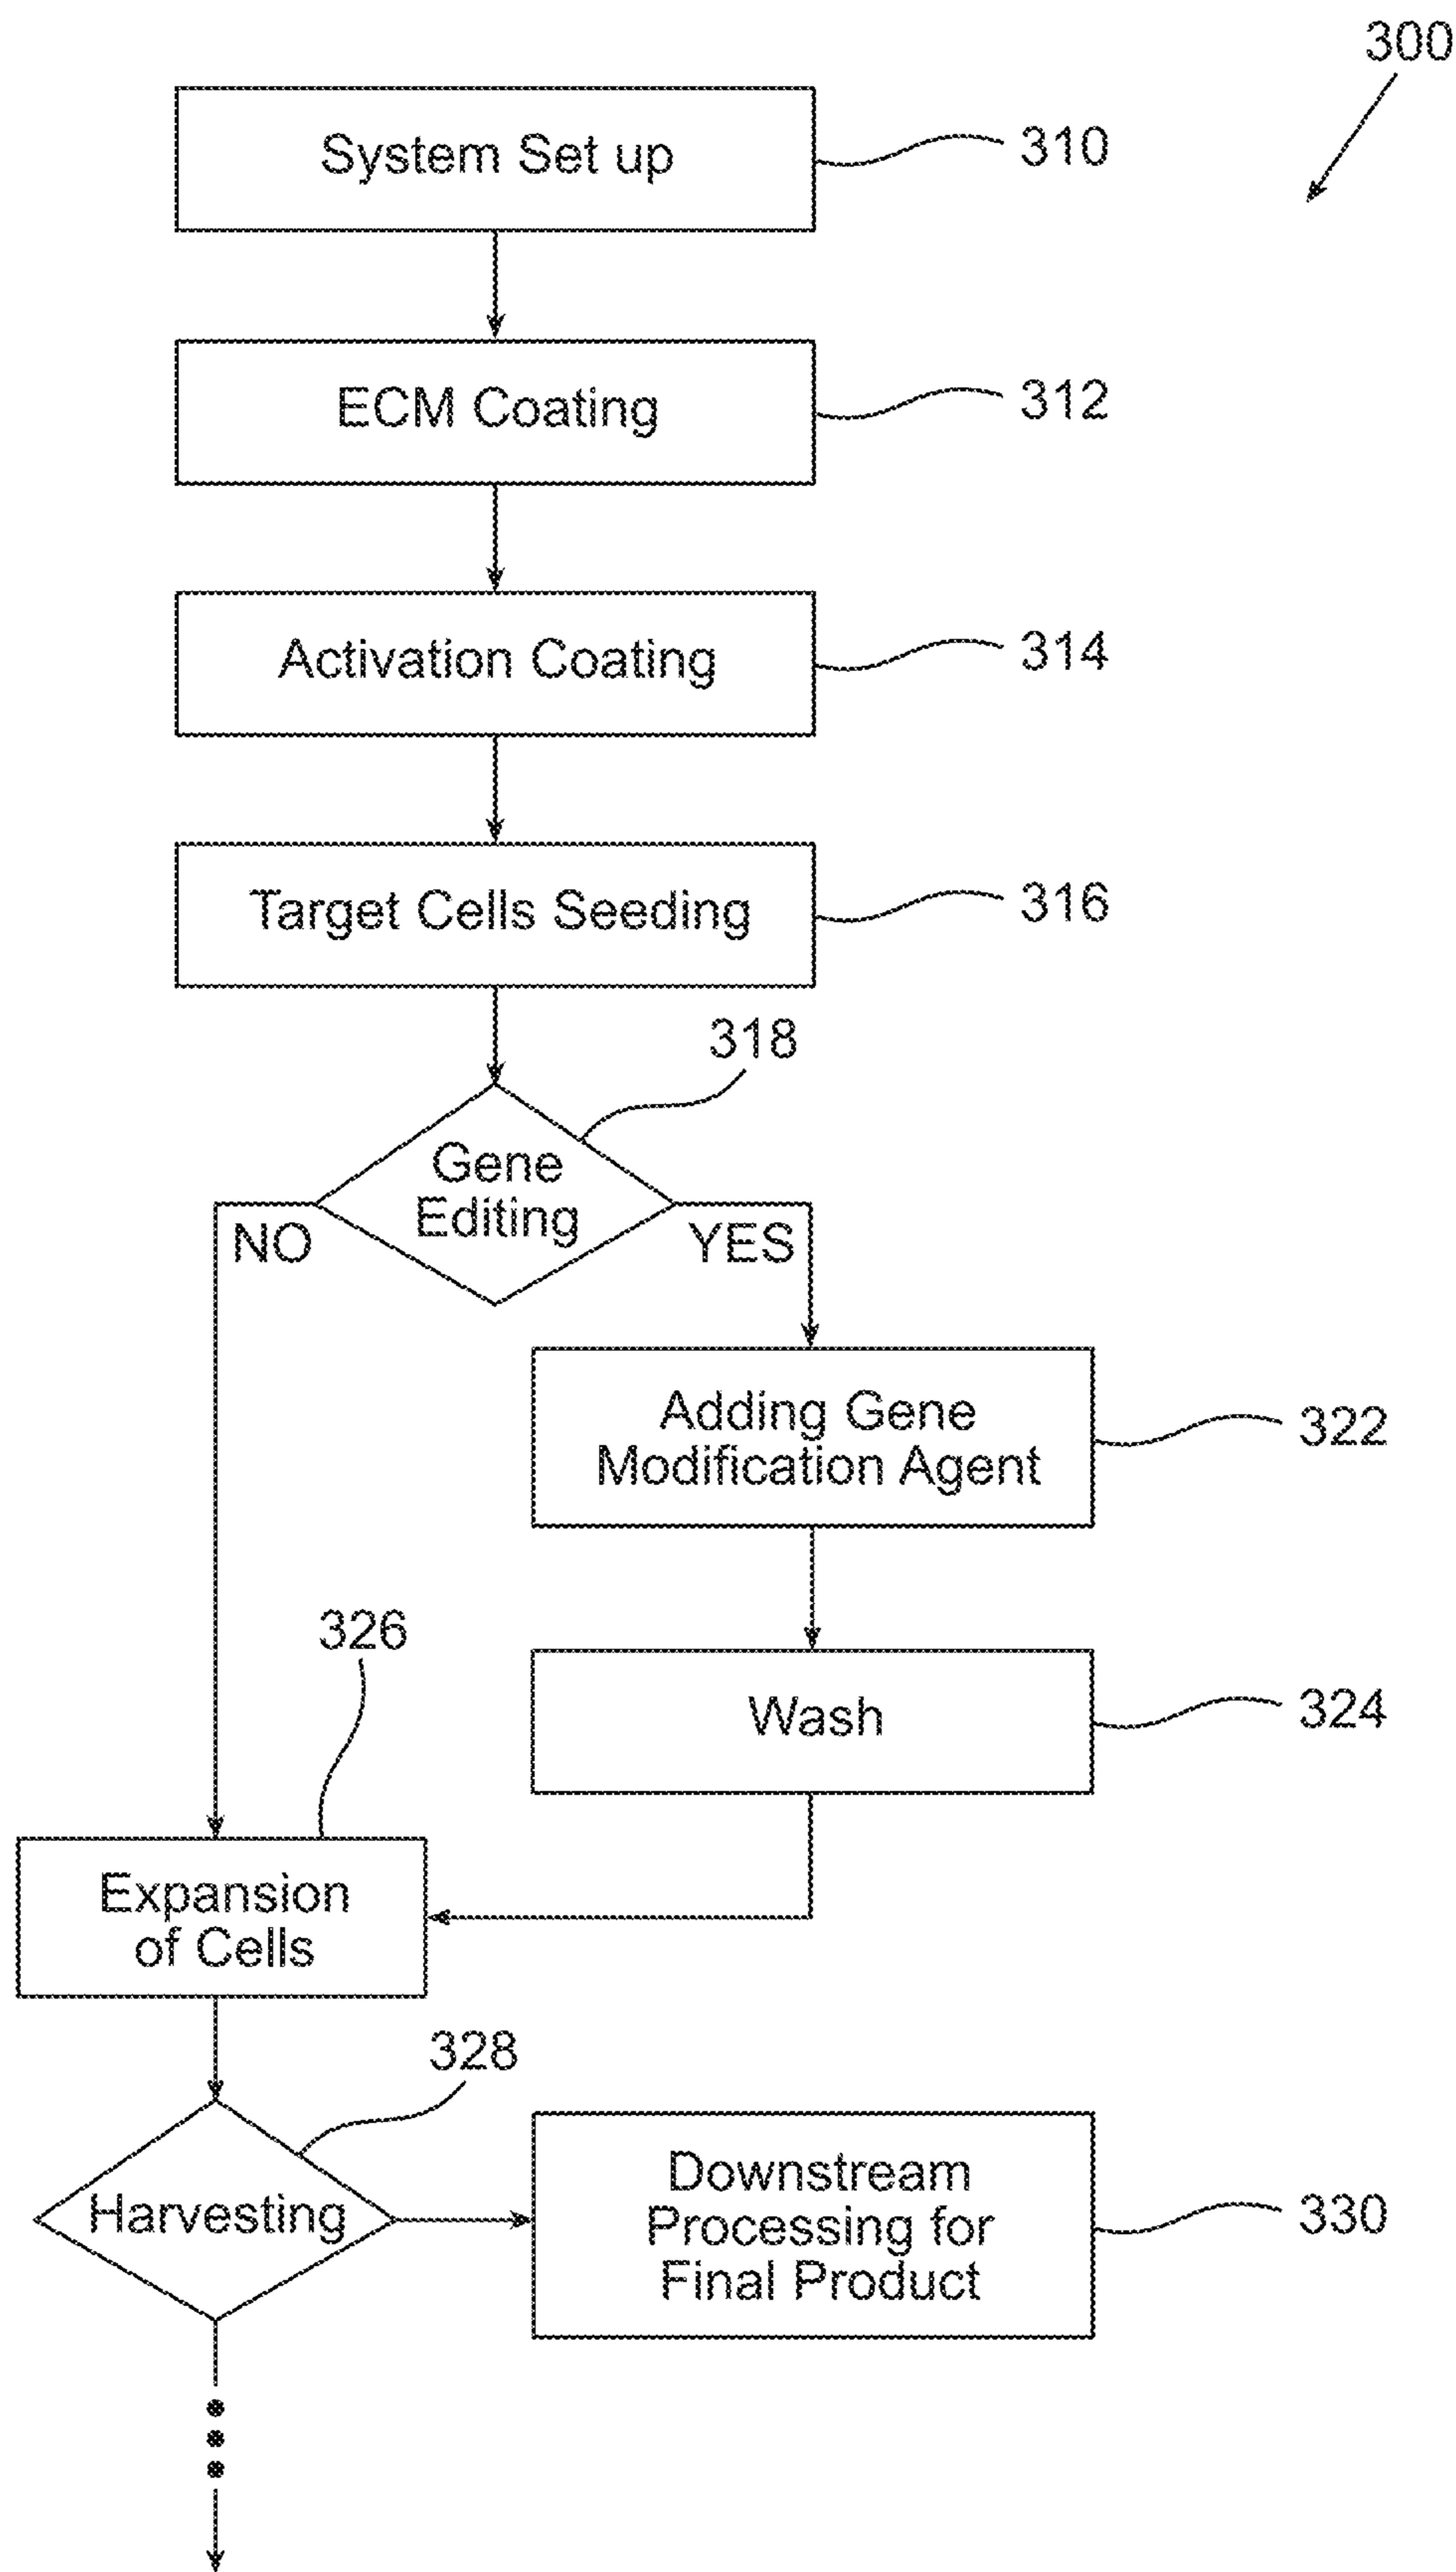 300
System Set up
310
ECM Coating
312
Activation Coating
314
Target Cells Seeding
316
318
Gene
Editing
NO
YES
Adding Gene
Modification Agent
322
326
Wash
324
Expansion
of Cells
328
Harvesting
Downstream
Processing for
Final Product
330